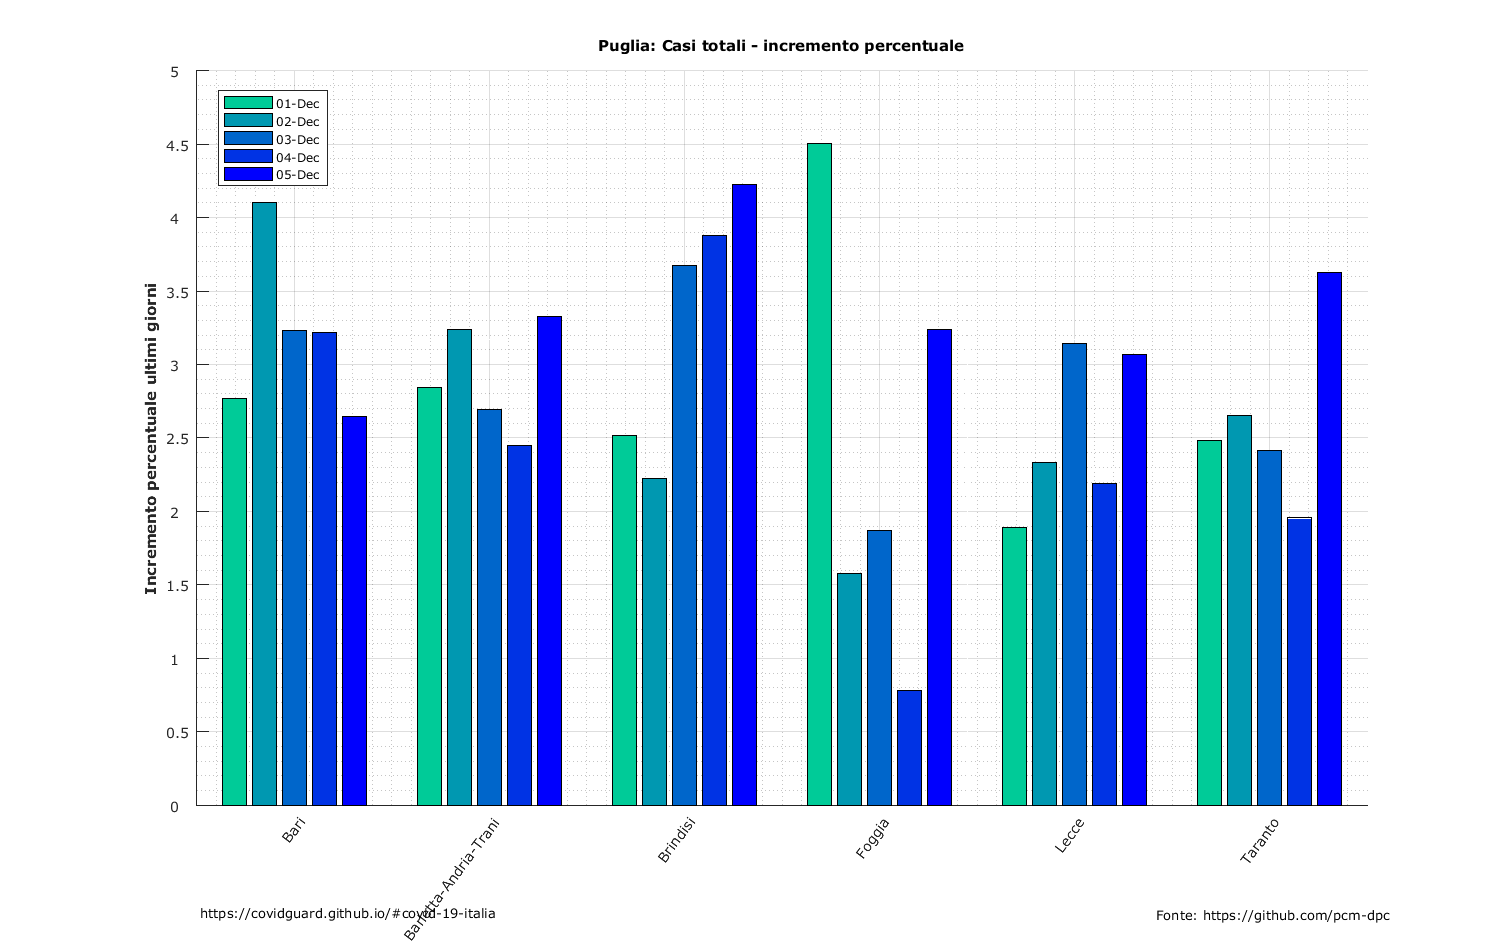 Puglia: Casi totali - incremento percentuale
Incremento percentuale ultimi giorni
5
4.5
4
3.5
3
2.5
2
1.5
1
0.5
0
01-Dec
02-Dec
03-Dec
04-Dec
05-Dec
Bari
Barletta-Andria-Trani
Brindisi
Foggia
Lecce
Taranto
https://covidguard.github.io/#covid-19-italia
Fonte: https://github.com/pcm-dpc